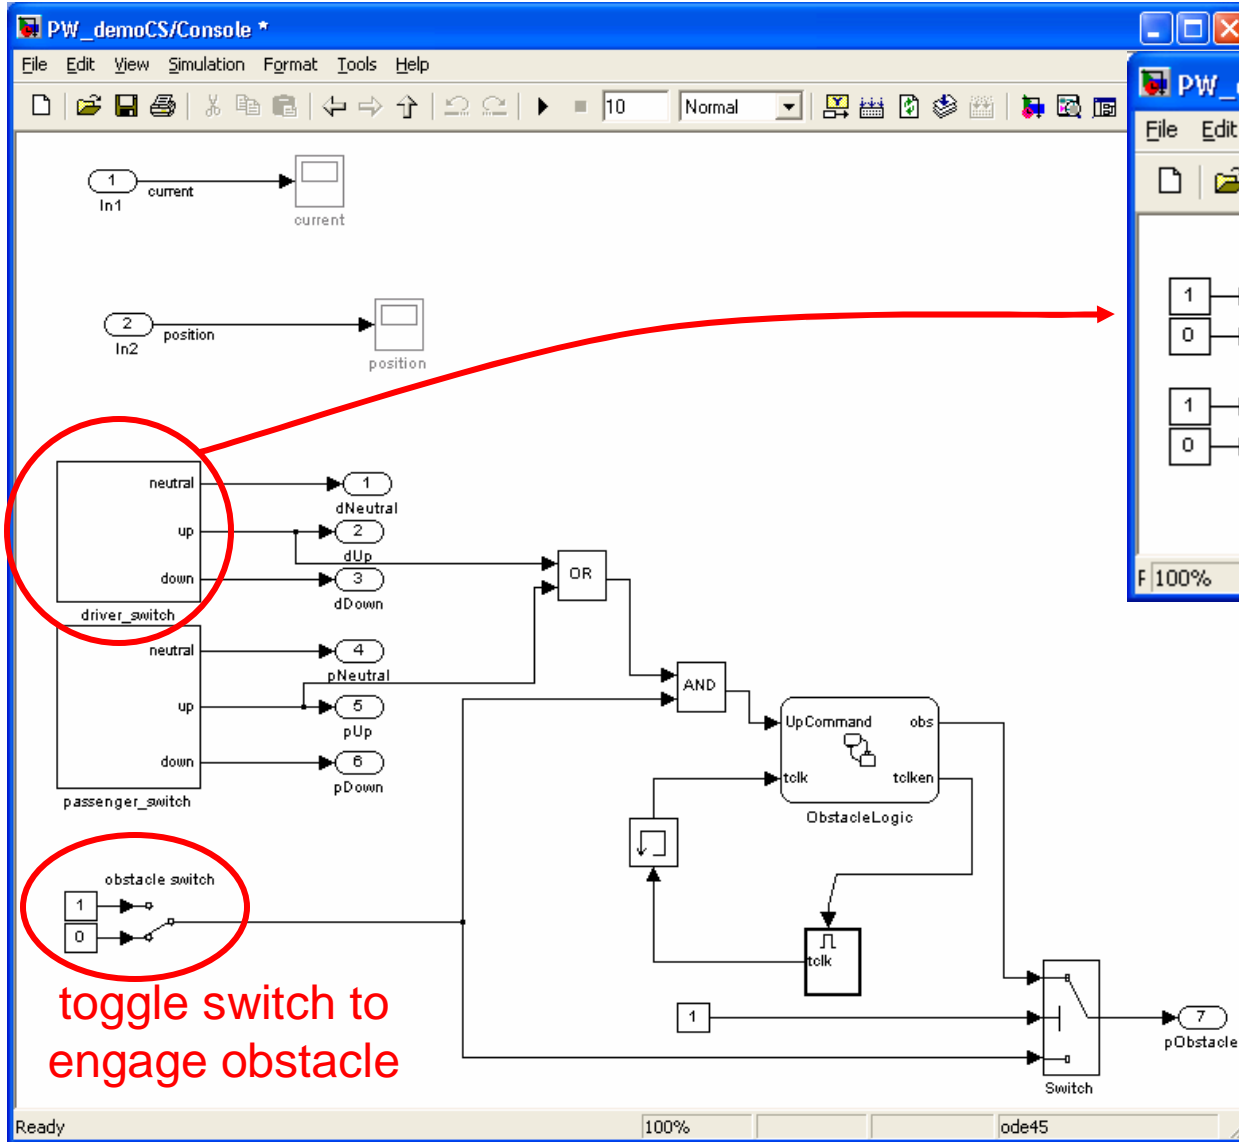 PW_demoCS/Console *
File Edit View Simulation Format Tools Help
10 Normal
1
In1
current
current
2
In2
position
position
neutral
up
down
driver_switch
1
dNeutral
2
dUp
3
dDown
neutral
up
down
passenger_switch
4
pNeutral
5
pUp
6
pDown
OR
AND
UpCommand obs
tclk tclken
ObstacleLogic
tclk
obstacle switch
1
0
toggle switch to
engage obstacle
1
Switch
7
pObstacle
Ready 100% ode45
PW_
File Edit
1
0
1
0
F 100%